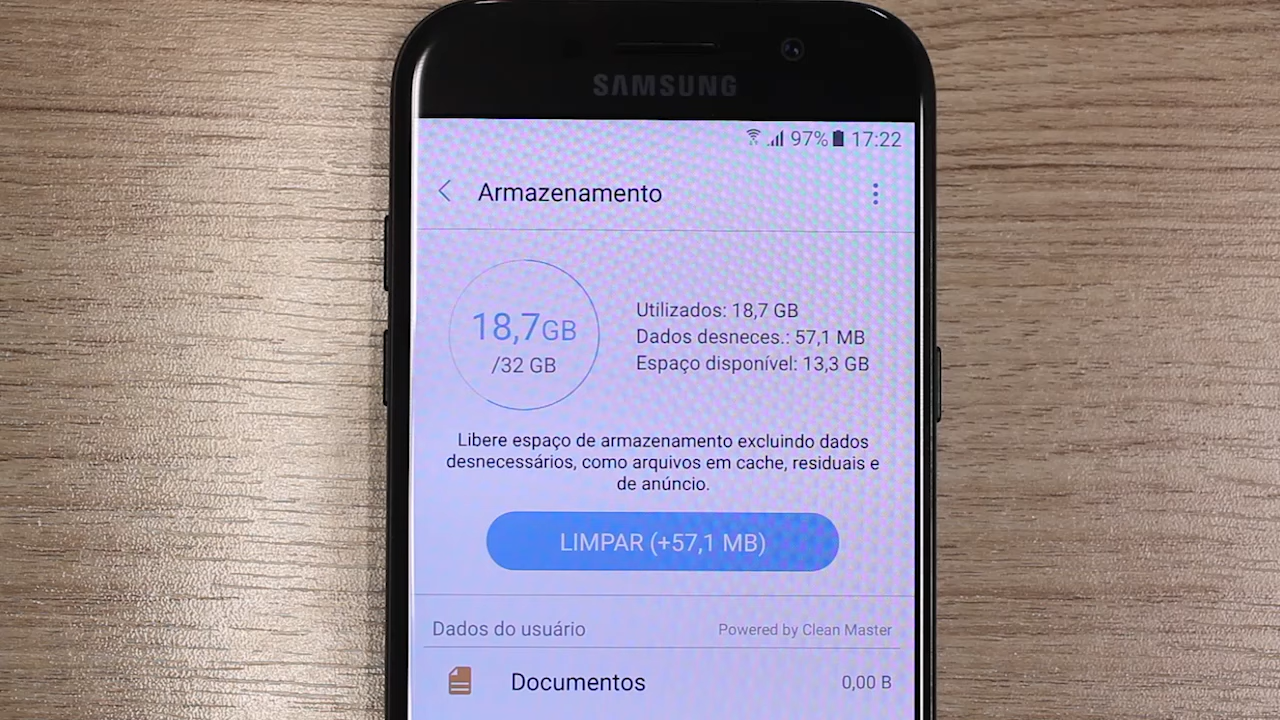 SAMSUNG
97% 17:22
Armazenamento
18,7GB
/32 GB
Utilizados: 18,7 GB
Dados desneces.: 57,1 MB
Espaço disponível: 13,3 GB
Libere espaço de armazenamento excluindo dados
desnecessários, como arquivos em cache, residuais e
de anúncio.
LIMPAR (+57,1 MB)
Dados do usuário Powered by Clean Master
Documentos 0,00 B